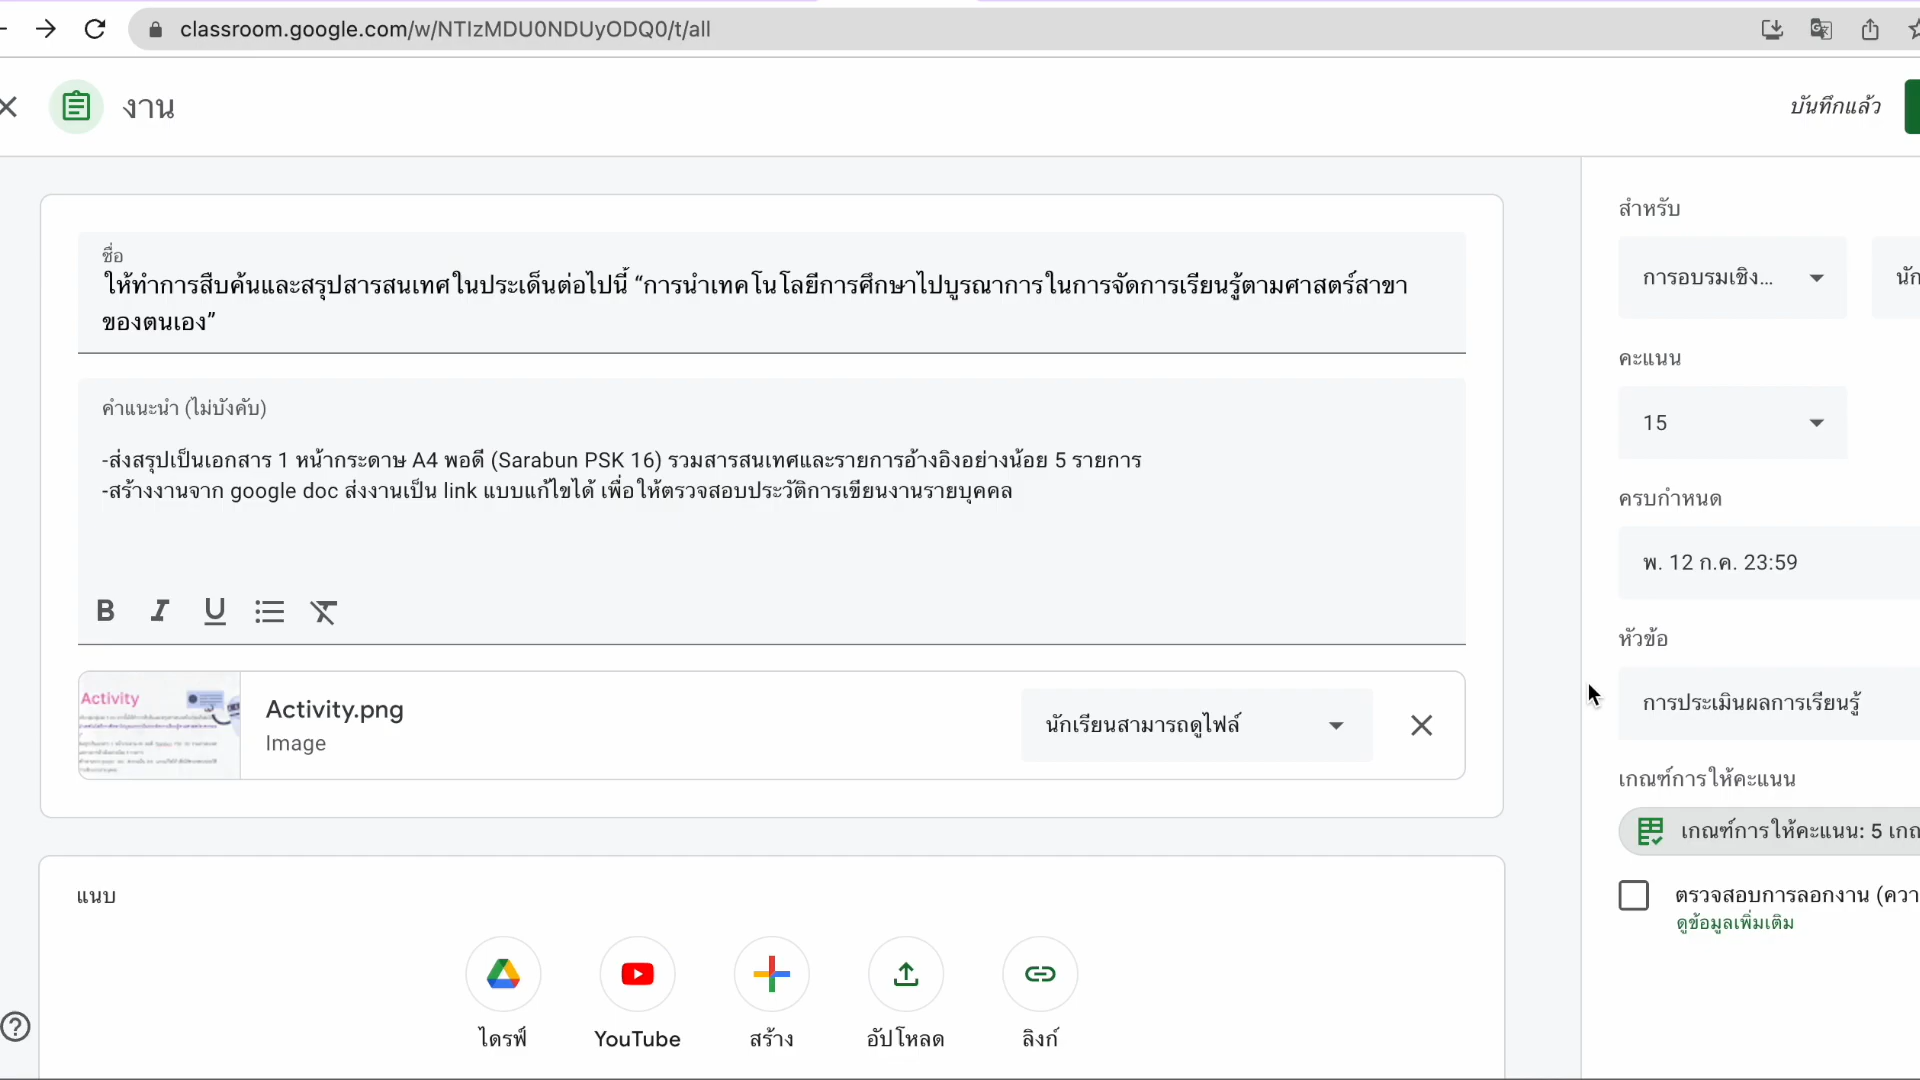 classroom.google.com/w/NTIzMDU0NDUyODQ0/t/all
งาน
บันทึกแล้ว
ชื่อ
ให้ทำการสืบค้นและสรุปสารสนเทศในประเด็นต่อไปนี้ “การนำเทคโนโลยีการศึกษาไปบูรณาการในการจัดการเรียนรู้ตามศาสตร์สาขา
ของตนเอง”
คำแนะนำ (ไม่บังคับ)
-ส่งสรุปเป็นเอกสาร 1 หน้ากระดาษ A4 พอดี (Sarabun PSK 16) รวมสารสนเทศและรายการอ้างอิงอย่างน้อย 5 รายการ
-สร้างงานจาก google doc ส่งงานเป็น link แบบแก้ไขได้ เพื่อให้ตรวจสอบประวัติการเขียนงานรายบุคคล
B I U
Activity
Activity.png
Image
นักเรียนสามารถดูไฟล์
แนบ
ไดรฟ์
YouTube
สร้าง
อัปโหลด
ลิงก์
สำหรับ
การอบรมเชิง...
นัก
คะแนน
15
ครบกำหนด
พ. 12 ก.ค. 23:59
หัวข้อ
การประเมินผลการเรียนรู้
เกณฑ์การให้คะแนน
เกณฑ์การให้คะแนน: 5 เกณ
ตรวจสอบการลอกงาน (ควา
ดูข้อมูลเพิ่มเติม